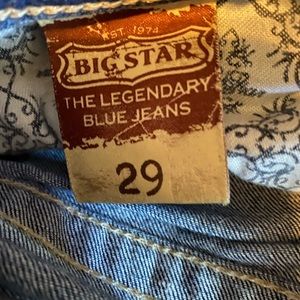 EST. 1974
BIG STAR
THE LEGENDARY
BLUE JEANS
29